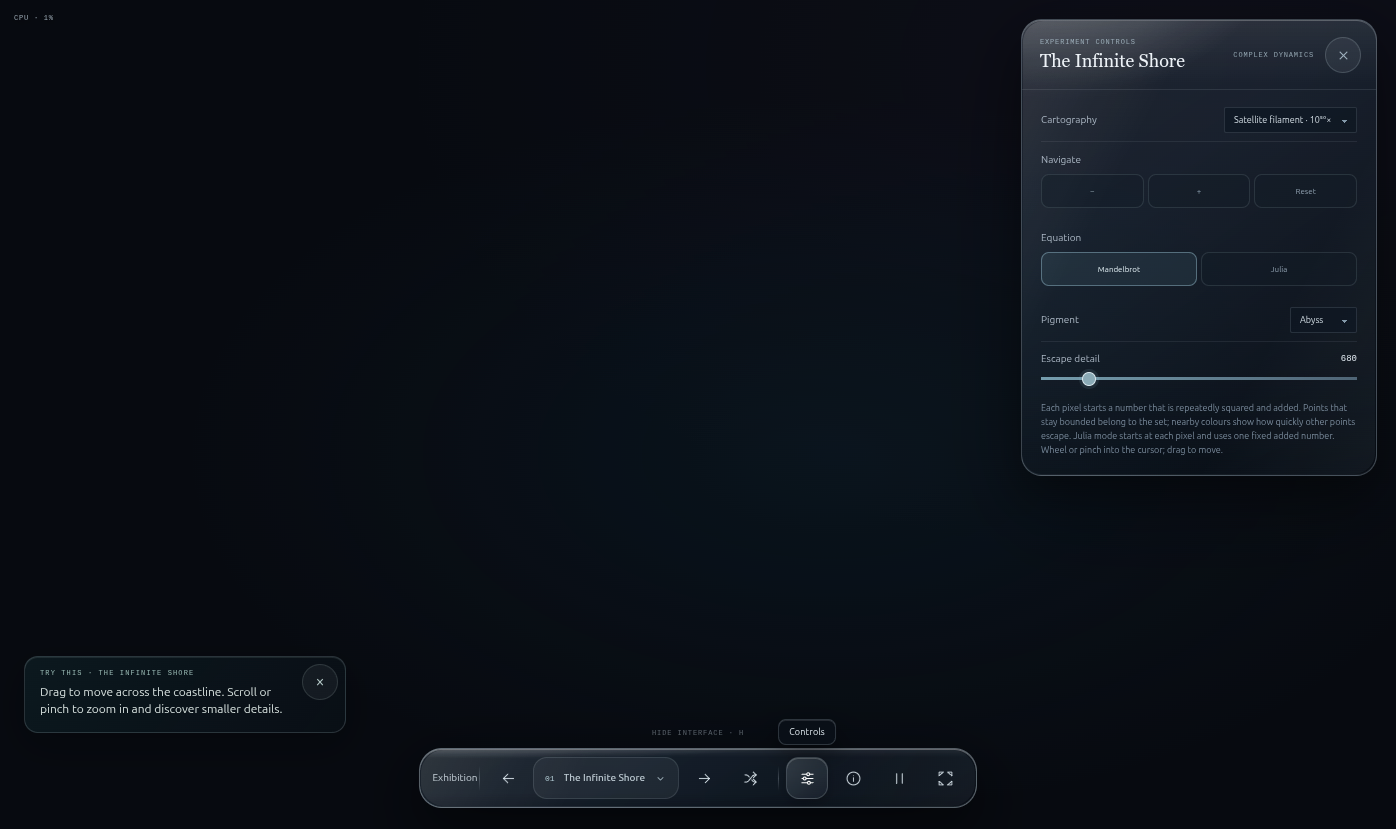 CPU · 1%
EXPERIMENT CONTROLS
The Infinite Shore
COMPLEX DYNAMICS
Cartography
Satellite filament · 10³⁰×
Navigate
−
+
Reset
Equation
Mandelbrot
Julia
Pigment
Abyss
Escape detail
680
Each pixel starts a number that is repeatedly squared and added. Points that
stay bounded belong to the set; nearby colours show how quickly other points
escape. Julia mode starts at each pixel and uses one fixed added number.
Wheel or pinch into the cursor; drag to move.
TRY THIS · THE INFINITE SHORE
Drag to move across the coastline. Scroll or
pinch to zoom in and discover smaller details.
HIDE INTERFACE · H
Controls
Exhibition
01
The Infinite Shore